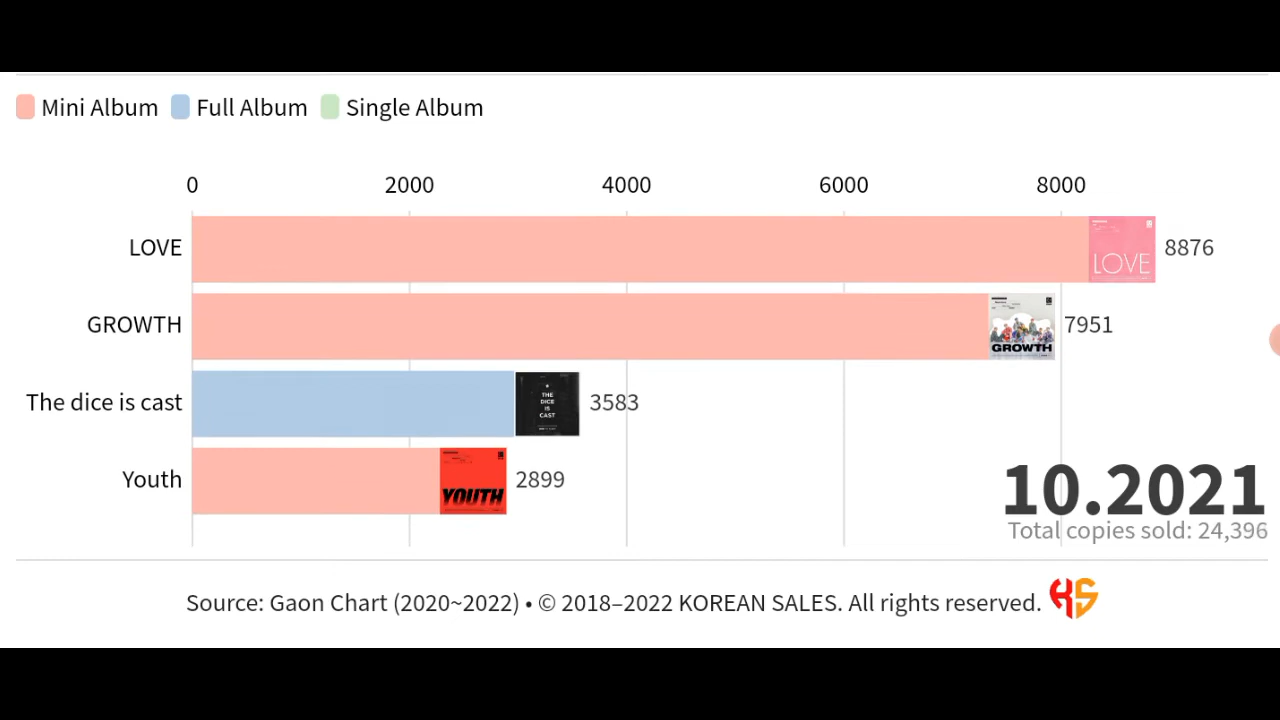 Mini Album Full Album Single Album
0 2000 4000 6000 8000
LOVE LOVE 8876
GROWTH GROWTH 7951
The dice is cast THE DICE IS CAST 3583
Youth YOUTH 2899
10.2021
Total copies sold: 24,396
Source: Gaon Chart (2020~2022) • © 2018–2022 KOREAN SALES. All rights reserved. KS